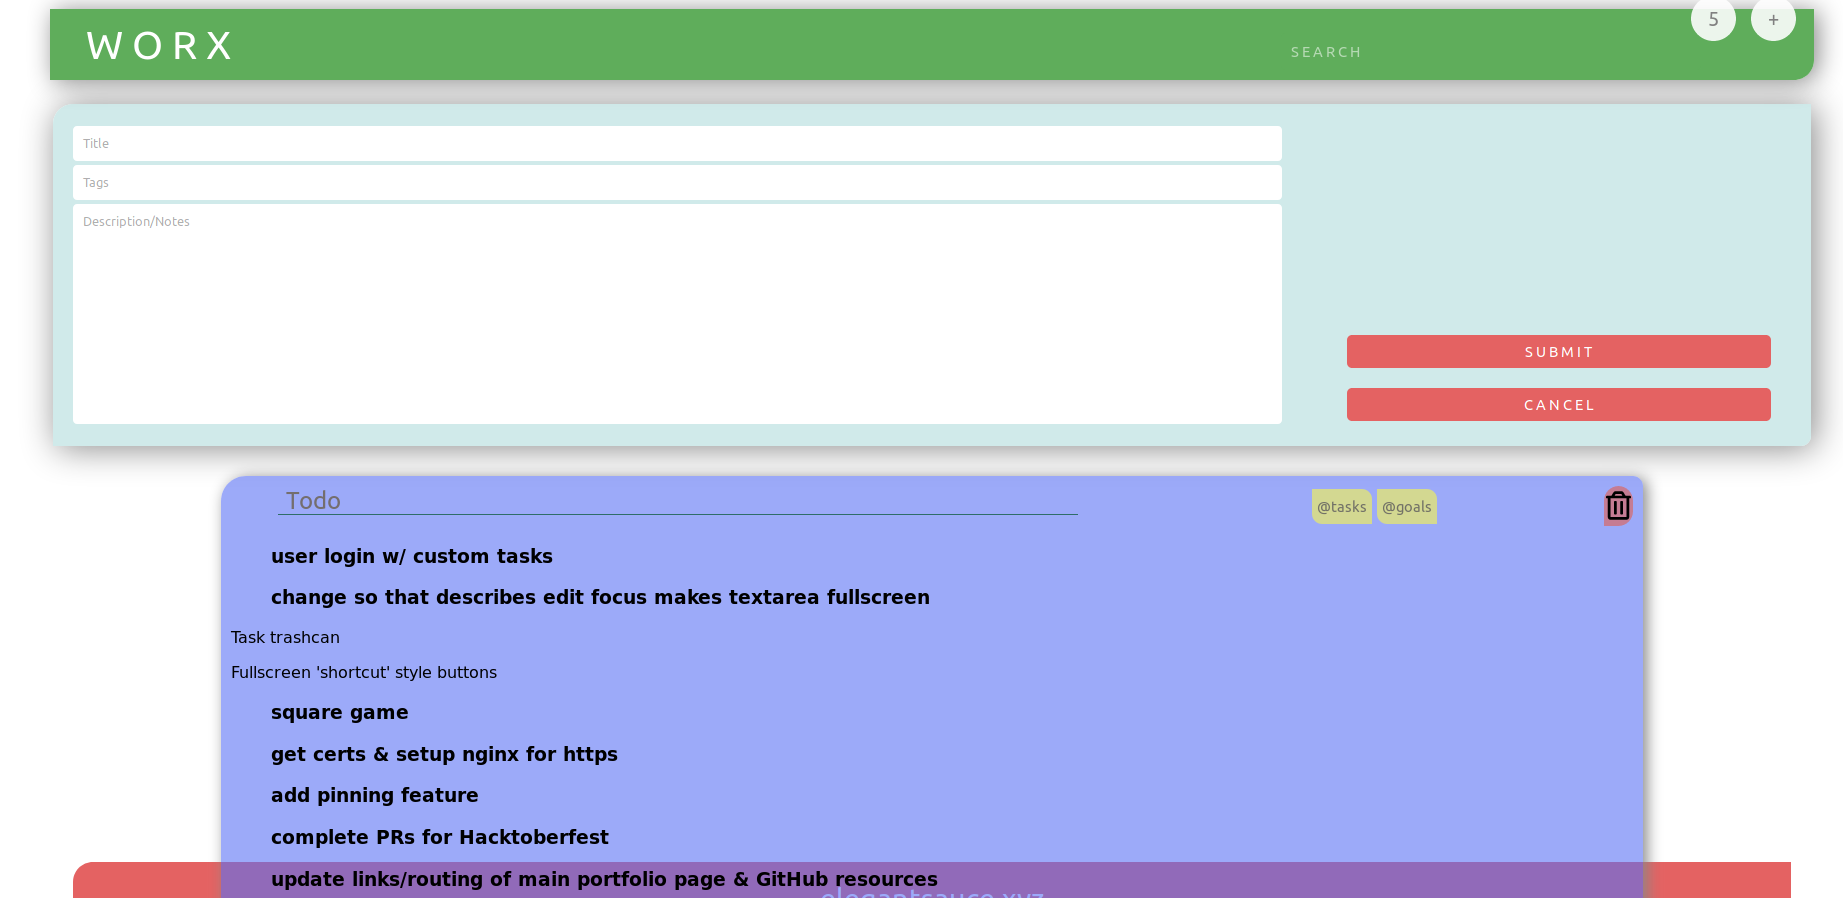 WORX
SEARCH
5
+
Title
Tags
Description/Notes
SUBMIT
CANCEL
Todo
@tasks
@goals
user login w/ custom tasks
change so that describes edit focus makes textarea fullscreen
Task trashcan
Fullscreen 'shortcut' style buttons
square game
get certs & setup nginx for https
add pinning feature
complete PRs for Hacktoberfest
update links/routing of main portfolio page & GitHub resources
elegantsauce.xyz